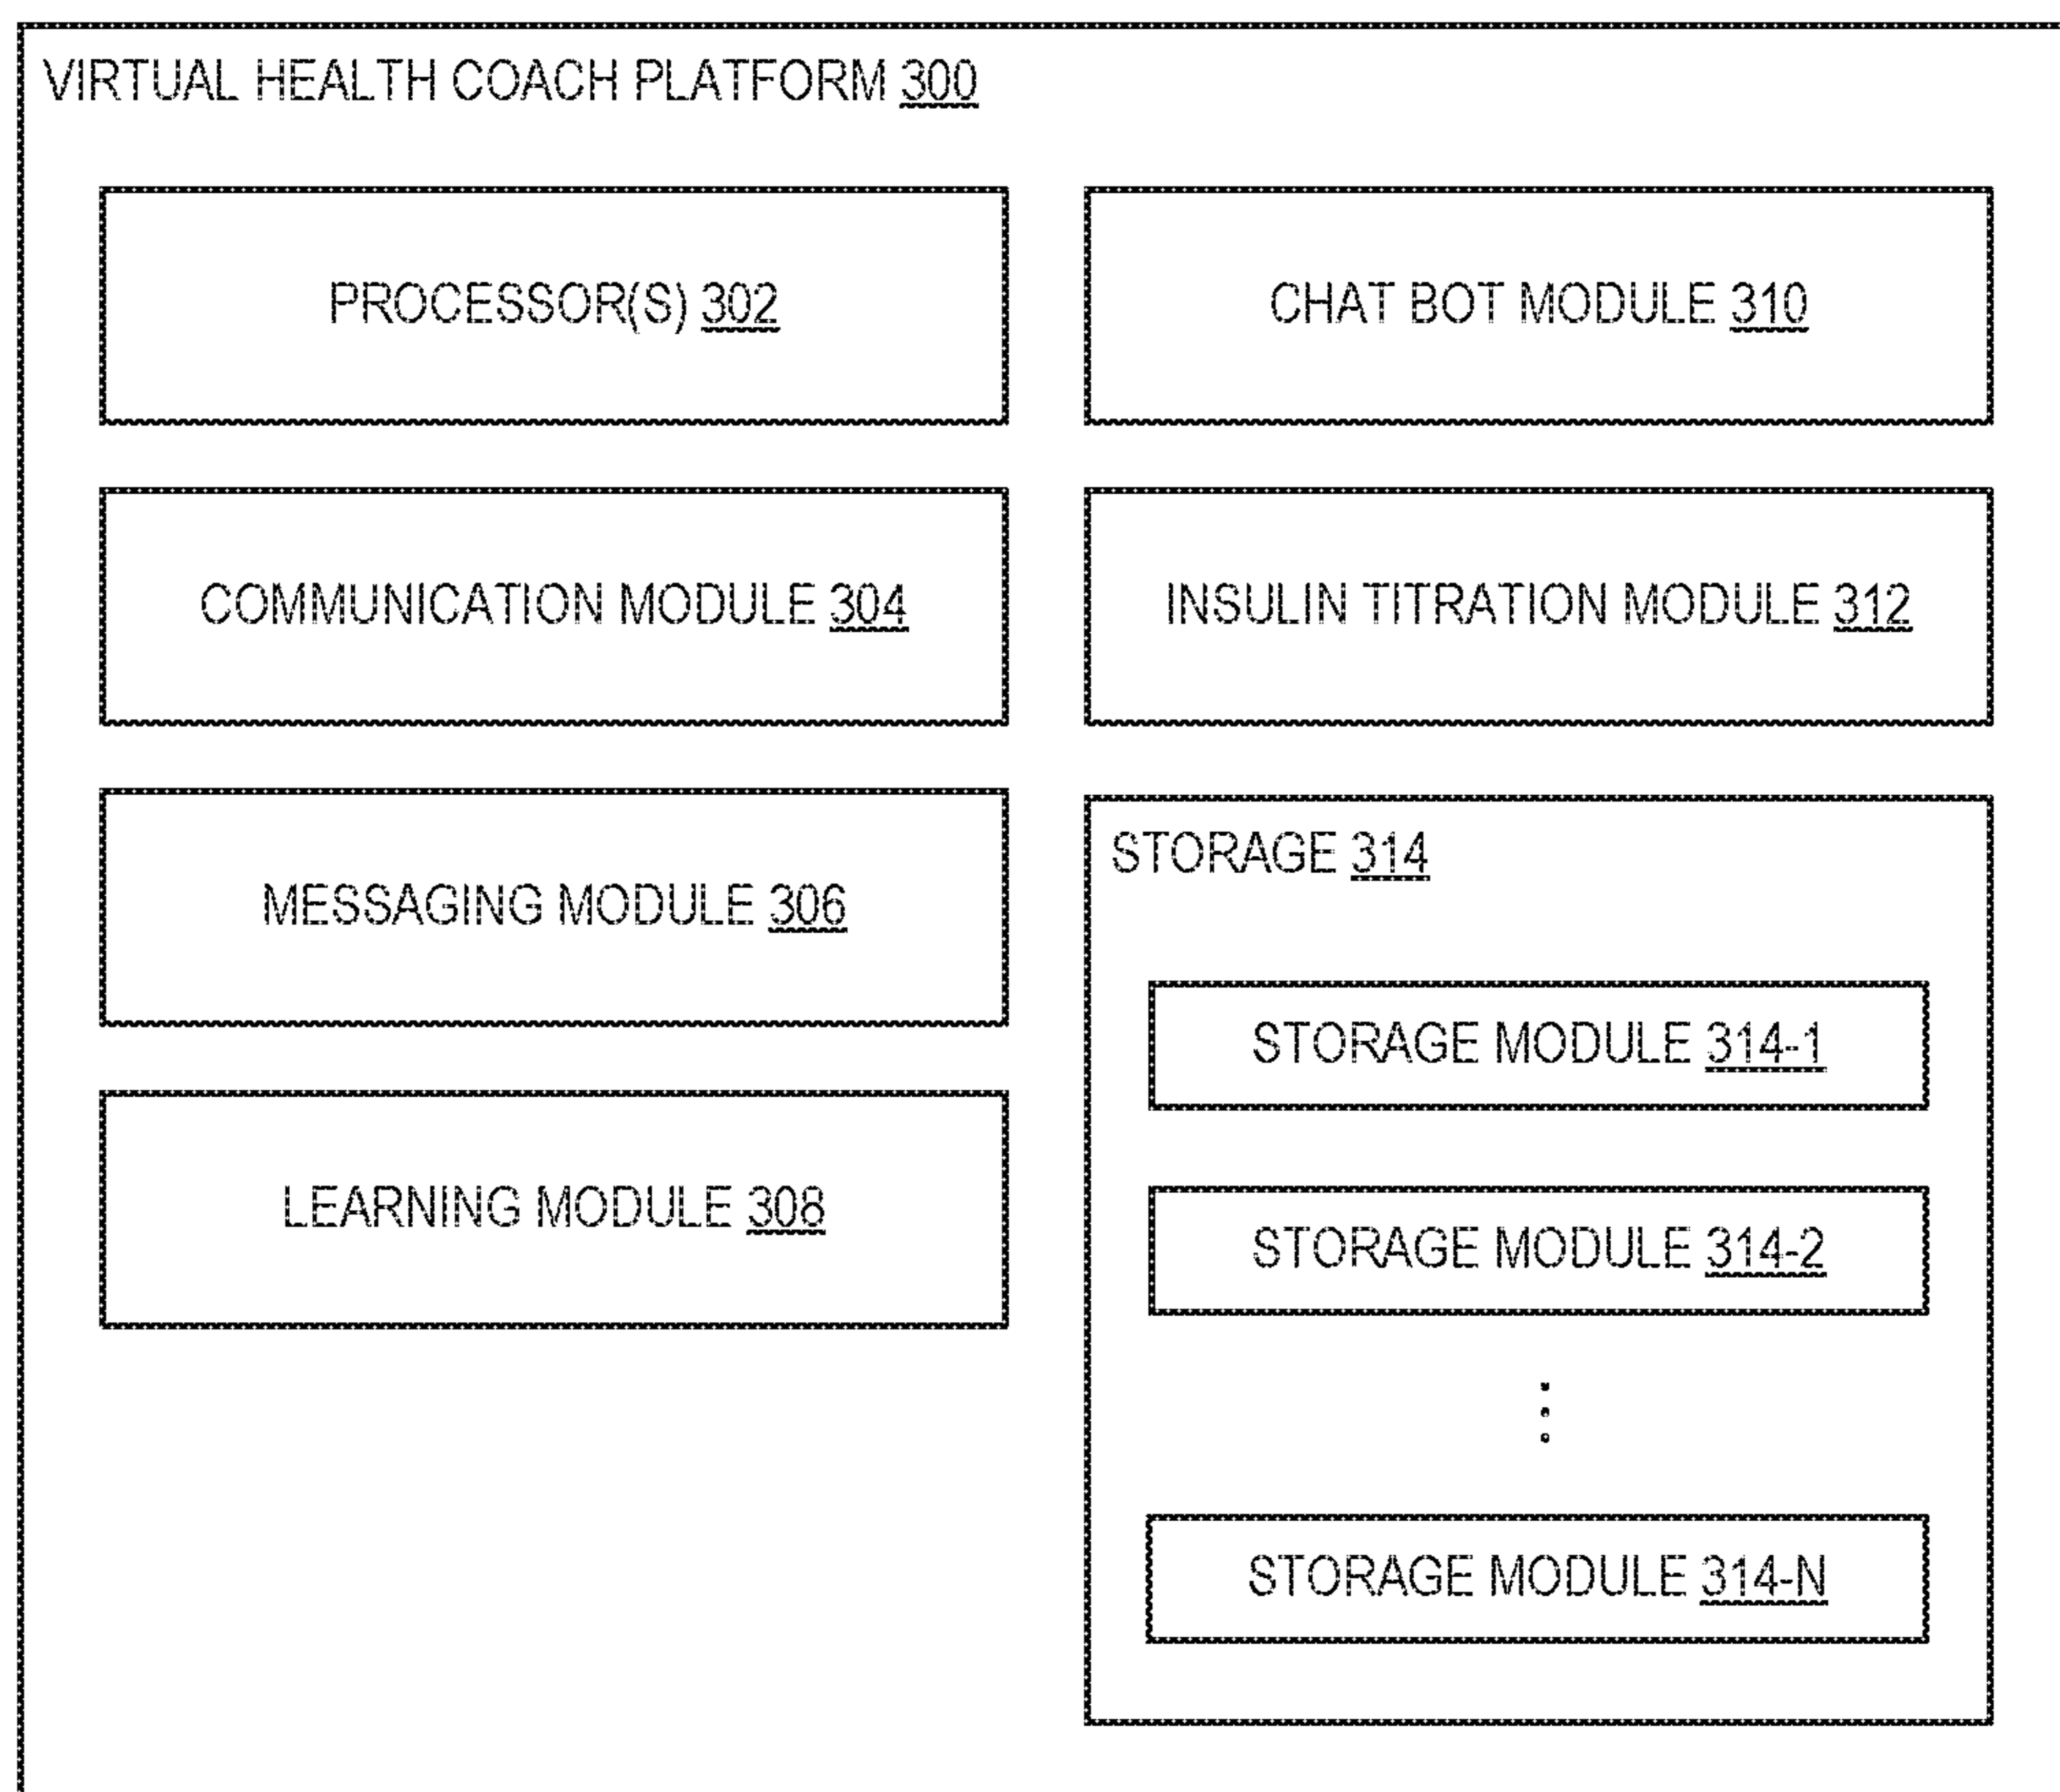 VIRTUAL HEALTH COACH PLATFORM 300
PROCESSOR(S) 302
COMMUNICATION MODULE 304
MESSAGING MODULE 306
LEARNING MODULE 308
CHAT BOT MODULE 310
INSULIN TITRATION MODULE 312
STORAGE 314
STORAGE MODULE 314-1
STORAGE MODULE 314-2
STORAGE MODULE 314-N